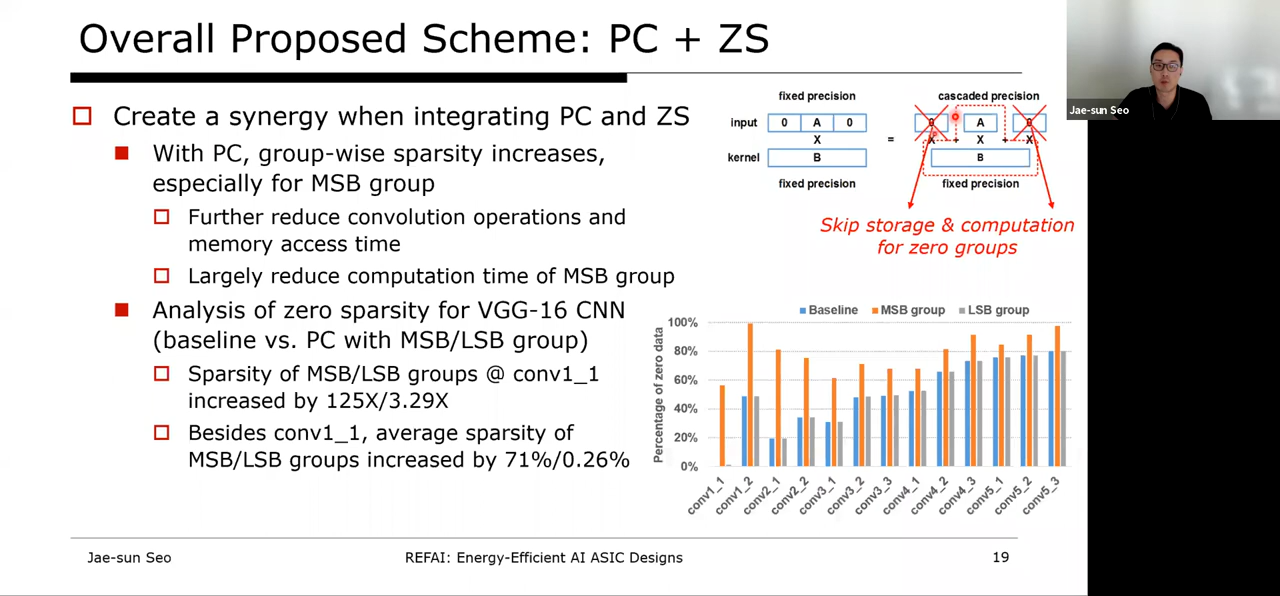 Overall Proposed Scheme: PC + ZS
Jae-sun Seo
Create a synergy when integrating PC and ZS
With PC, group-wise sparsity increases,
especially for MSB group
Further reduce convolution operations and
memory access time
Largely reduce computation time of MSB group
Analysis of zero sparsity for VGG-16 CNN
(baseline vs. PC with MSB/LSB group)
Sparsity of MSB/LSB groups @ conv1_1
increased by 125X/3.29X
Besides conv1_1, average sparsity of
MSB/LSB groups increased by 71%/0.26%
fixed precision
cascaded precision
input 0 A 0
X
kernel B
fixed precision
=
0 A 0
X + X + X
B
fixed precision
Skip storage & computation
for zero groups
Baseline MSB group LSB group
Percentage of zero data
100%
80%
60%
40%
20%
0%
conv1_1 conv1_2 conv2_1 conv2_2 conv3_1 conv3_2 conv3_3 conv4_1 conv4_2 conv4_3 conv5_1 conv5_2 conv5_3
Jae-sun Seo
REFAI: Energy-Efficient AI ASIC Designs
19